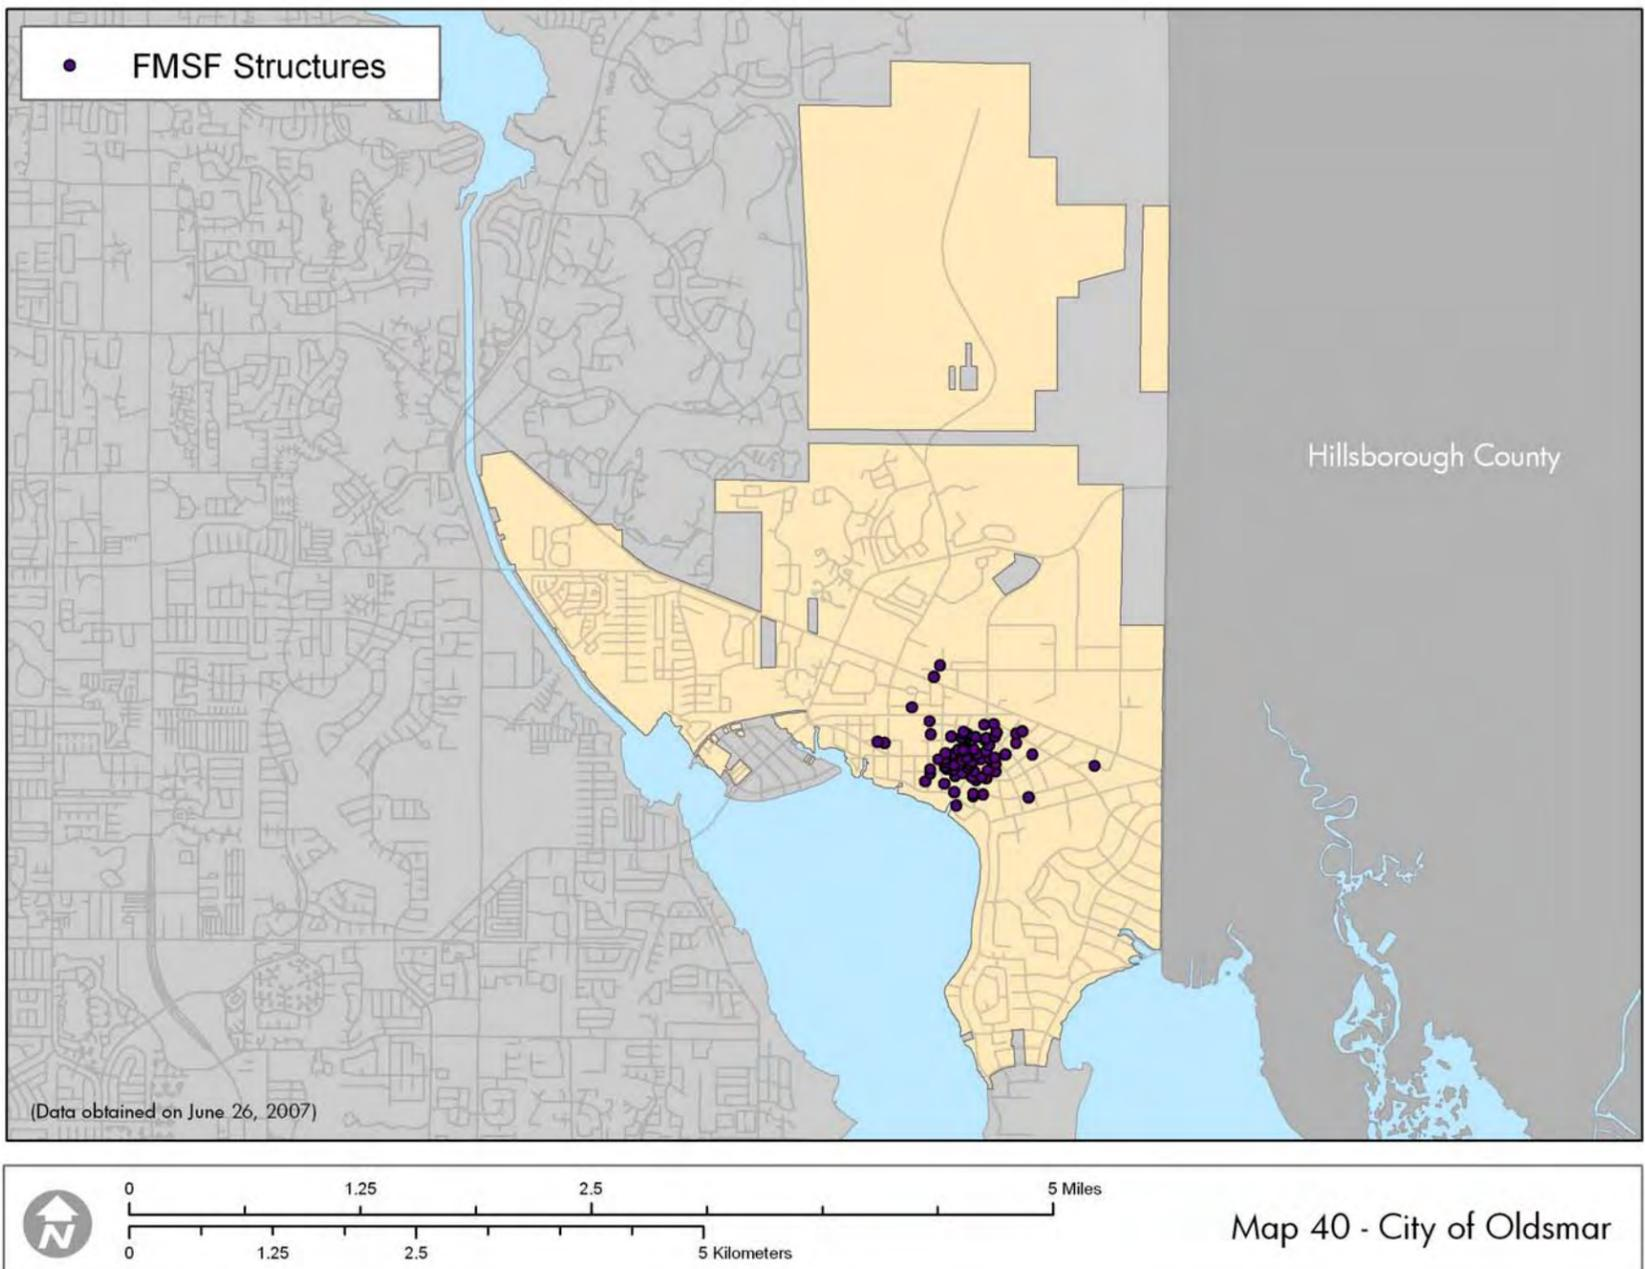 FMSF Structures
Hillsborough County
(Data obtained on June 26, 2007)
0 1.25 2.5 5 Miles
0 1.25 2.5 5 Kilometers
N
Map 40 - City of Oldsmar